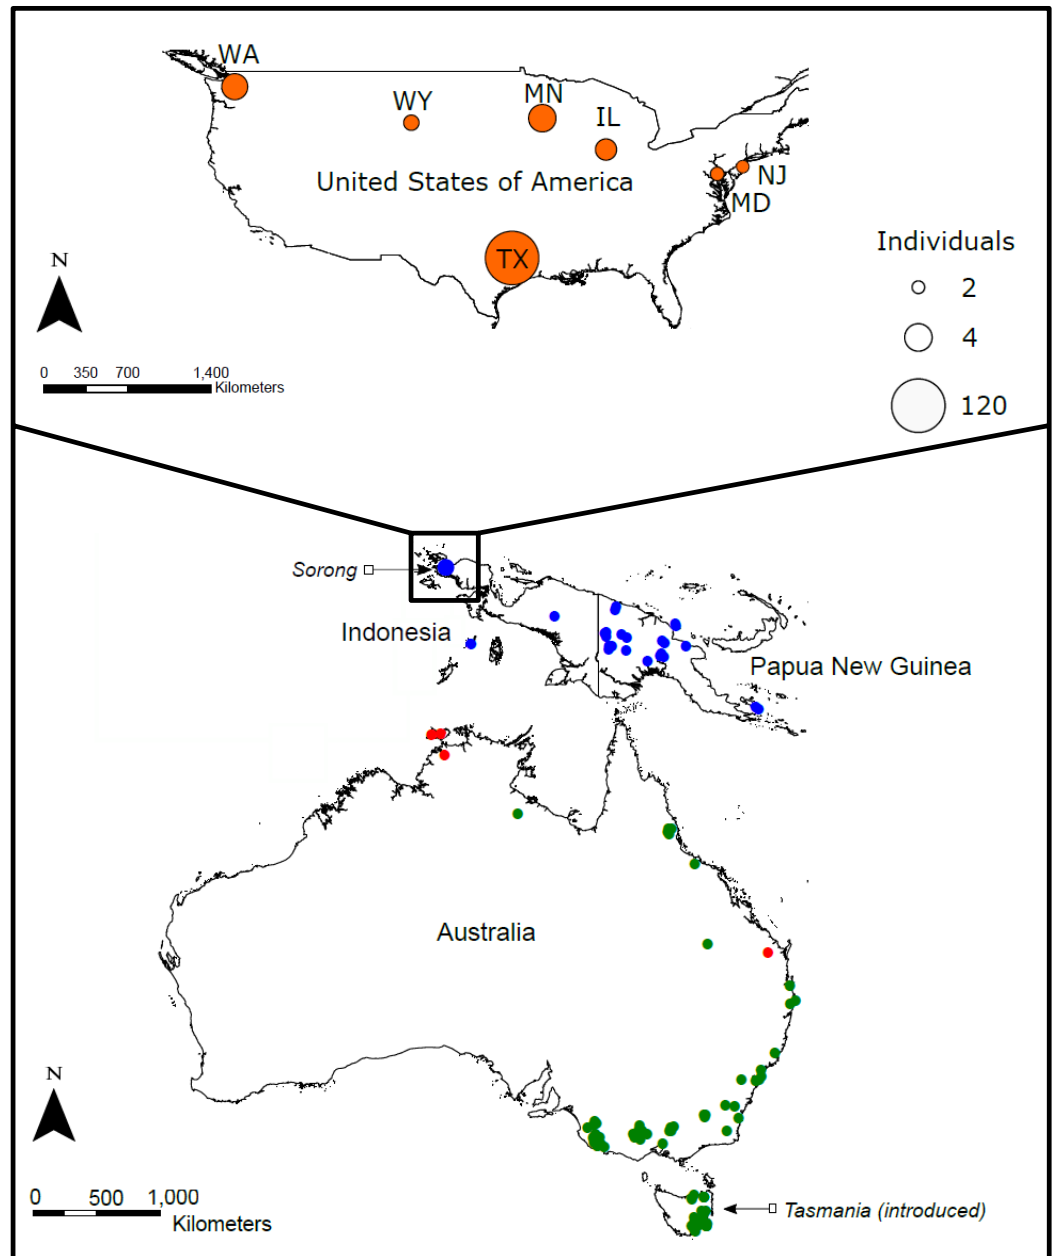 WA
WY
MN
IL
NJ
MD
United States of America
TX
Individuals
2
4
120
N
0 350 700 1,400
Kilometers
Sorong
Indonesia
Papua New Guinea
Australia
N
0 500 1,000
Kilometers
Tasmania (introduced)